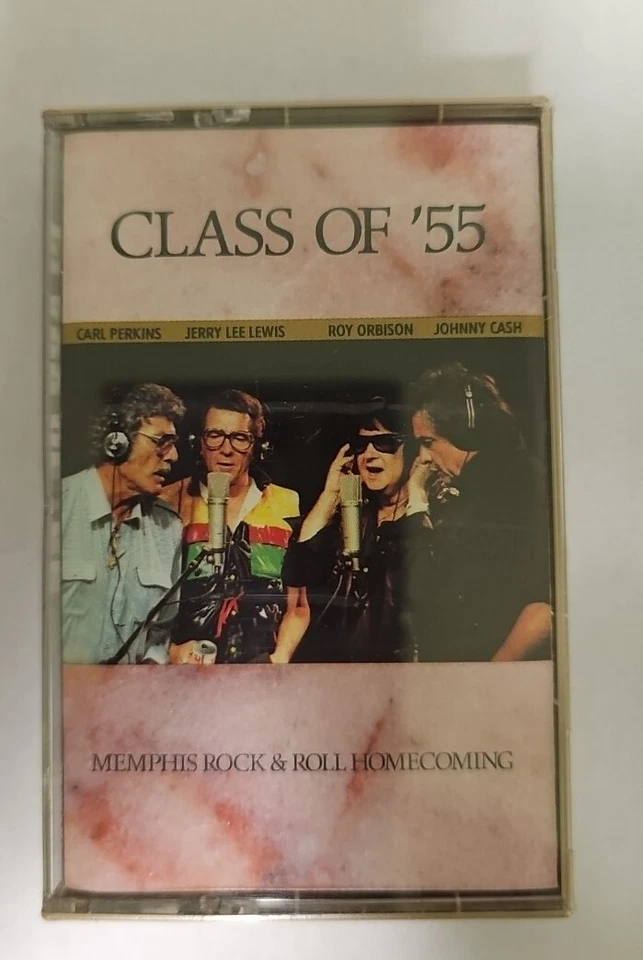 CLASS OF '55
CARL PERKINS JERRY LEE LEWIS ROY ORBISON JOHNNY CASH
MEMPHIS ROCK & ROLL HOMECOMING